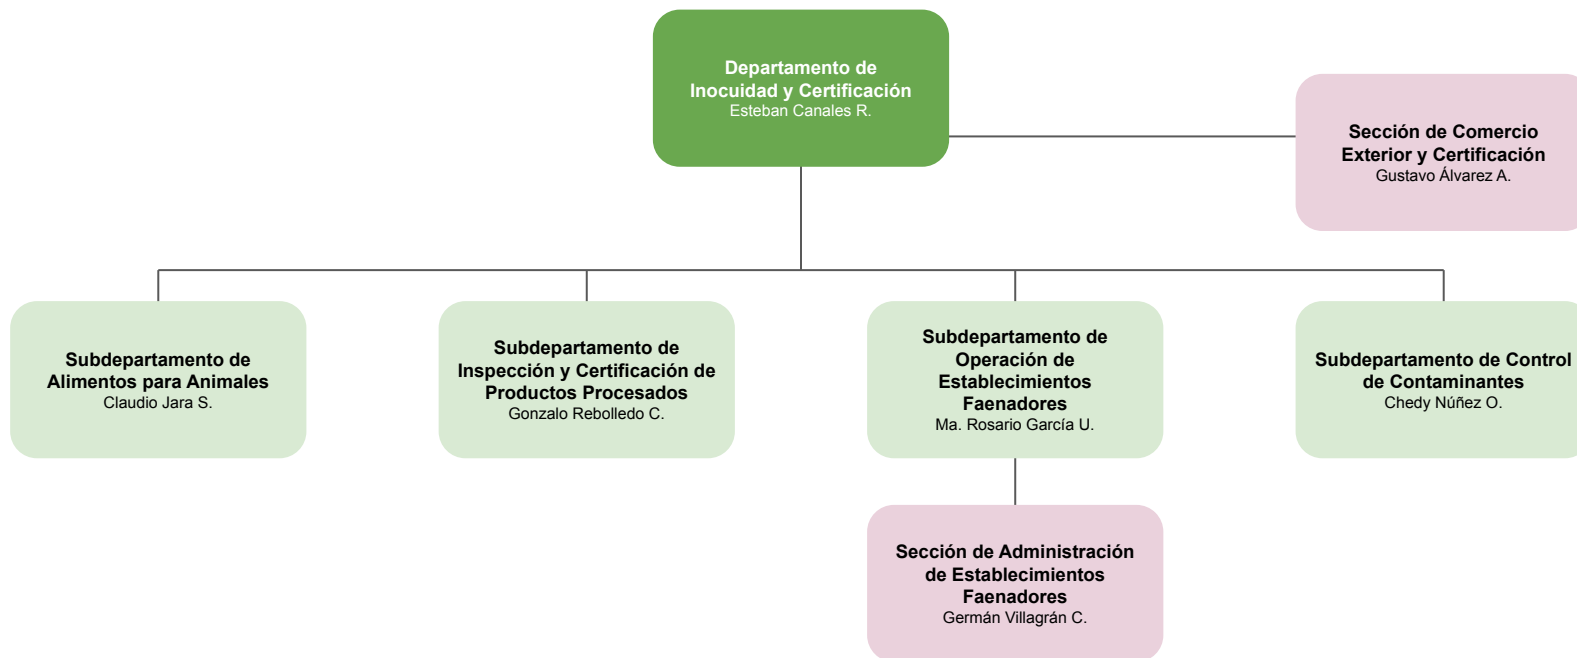 Departamento de
Inocuidad y Certificación
Esteban Canales R.
Sección de Comercio
Exterior y Certificación
Gustavo Álvarez A.
Subdepartamento de
Alimentos para Animales
Claudio Jara S.
Subdepartamento de
Inspección y Certificación de
Productos Procesados
Gonzalo Rebolledo C.
Subdepartamento de
Operación de
Establecimientos
Faenadores
Ma. Rosario García U.
Subdepartamento de Control
de Contaminantes
Chedy Núñez O.
Sección de Administración
de Establecimientos
Faenadores
Germán Villagrán C.